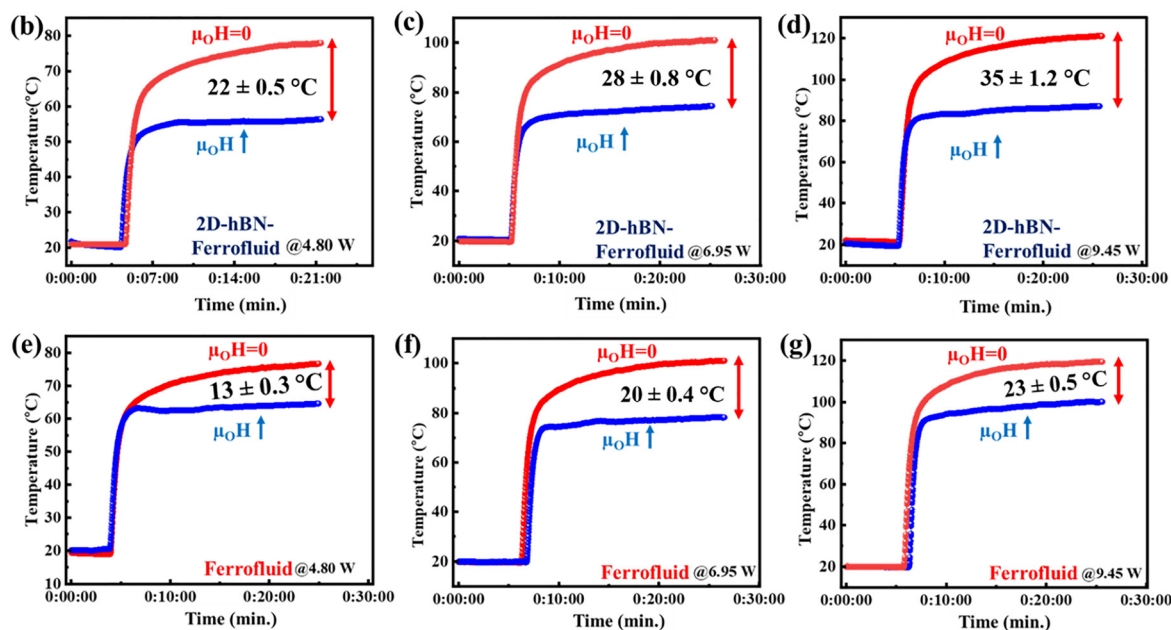 (b)
80
70
60
50
40
30
20
Temperature(°C)
µOH=0
22 ± 0.5 °C
µOH ↑
2D-hBN-
Ferrofluid @4.80 W
0:00:00 0:07:00 0:14:00 0:21:00
Time (min.)
(c)
100
80
60
40
20
Temperature (°C)
µOH=0
28 ± 0.8 °C
µOH ↑
2D-hBN-
Ferrofluid @6.95 W
0:00:00 0:10:00 0:20:00 0:30:00
Time (min.)
(d)
120
100
80
60
40
20
Temperature (°C)
µOH=0
35 ± 1.2 °C
µOH ↑
2D-hBN-
Ferrofluid @9.45 W
0:00:00 0:10:00 0:20:00 0:30:00
Time (min.)
(e)
80
70
60
50
40
30
20
10
Temperature (°C)
µOH=0
13 ± 0.3 °C
µOH ↑
Ferrofluid @4.80 W
0:00:00 0:10:00 0:20:00 0:30:00
Time (min.)
(f)
100
80
60
40
20
Temperature (°C)
µOH=0
20 ± 0.4 °C
µOH ↑
Ferrofluid @6.95 W
0:00:00 0:10:00 0:20:00 0:30:00
Time (min.)
(g)
120
100
80
60
40
20
Temperature (°C)
µOH=0
23 ± 0.5 °C
µOH ↑
Ferrofluid @9.45 W
0:00:00 0:10:00 0:20:00 0:30:00
Time (min.)